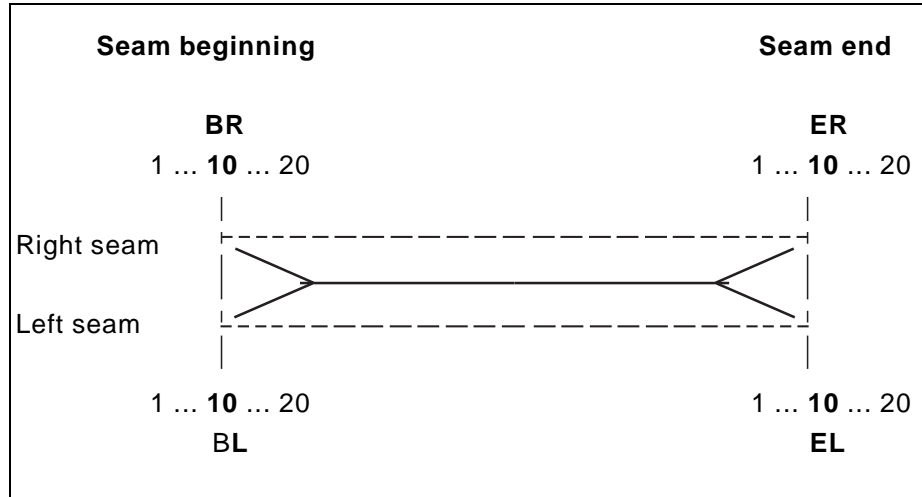 Seam beginning Seam end
BR ER
1 ... 10 ... 20 1 ... 10 ... 20
Right seam
Left seam
1 ... 10 ... 20 1 ... 10 ... 20
BL EL